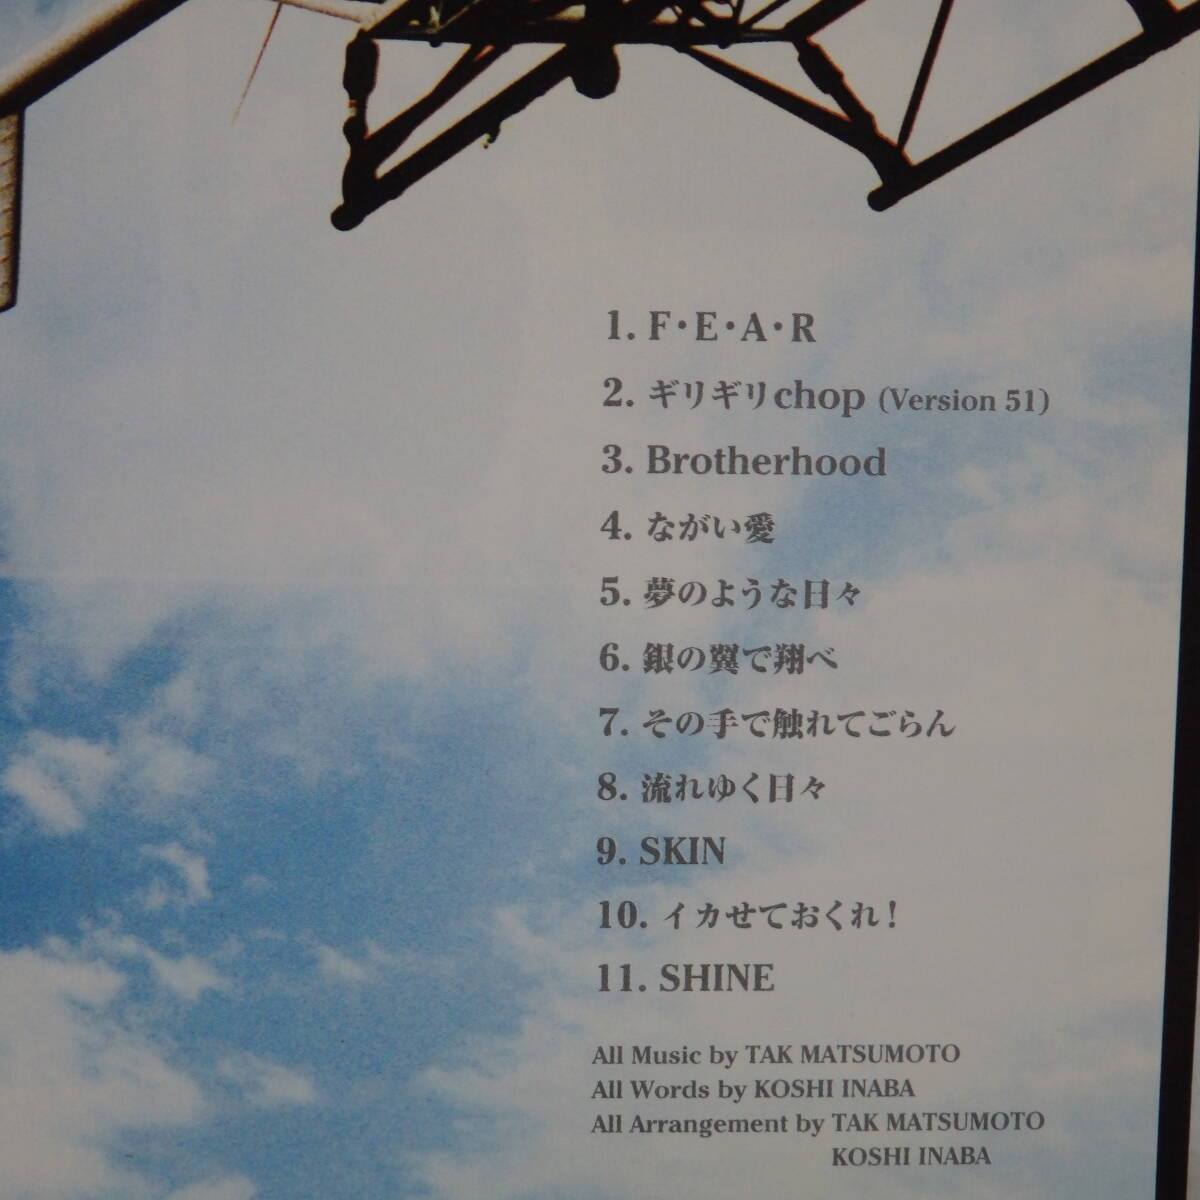 1. F・E・A・R
2. ギリギリchop (Version 51)
3. Brotherhood
4. ながい愛
5. 夢のような日々
6. 銀の翼で翔べ
7. その手で触れてごらん
8. 流れゆく日々
9. SKIN
10. イカせておくれ!
11. SHINE
All Music by TAK MATSUMOTO
All Words by KOSHI INABA
All Arrangement by TAK MATSUMOTO
KOSHI INABA